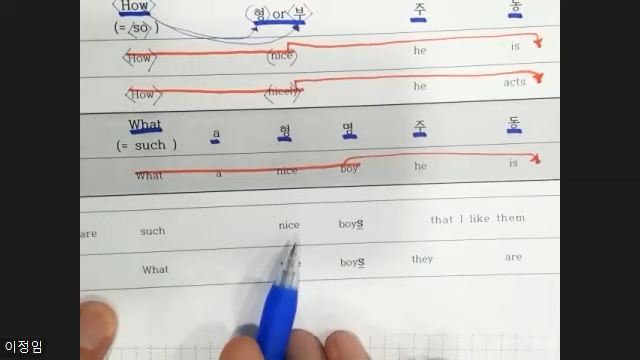 〈How〉 〈형〉 or 〈부〉 주 동
(= 〈so〉 )
〈How〉 (nice) he is
〈How〉 〈nicely〉 he acts
What a 형 명 주 동
(= such )
What a nice boy he is
are such nice boys that I like them
What boys they are
이정임